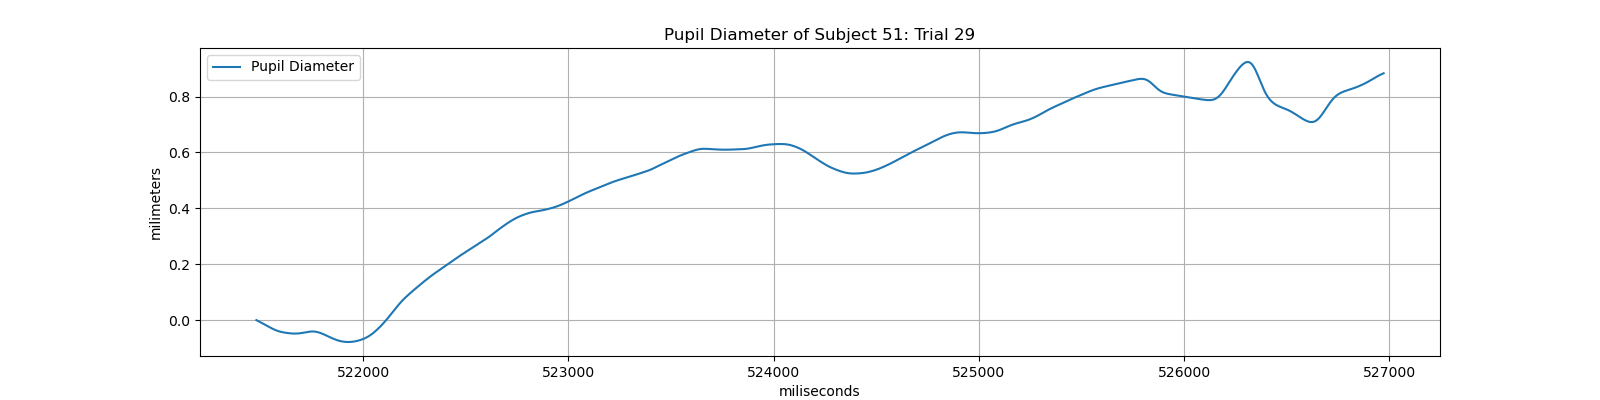 Pupil Diameter of Subject 51: Trial 29
Pupil Diameter
milimeters
0.8
0.6
0.4
0.2
0.0
522000 523000 524000 525000 526000 527000
miliseconds